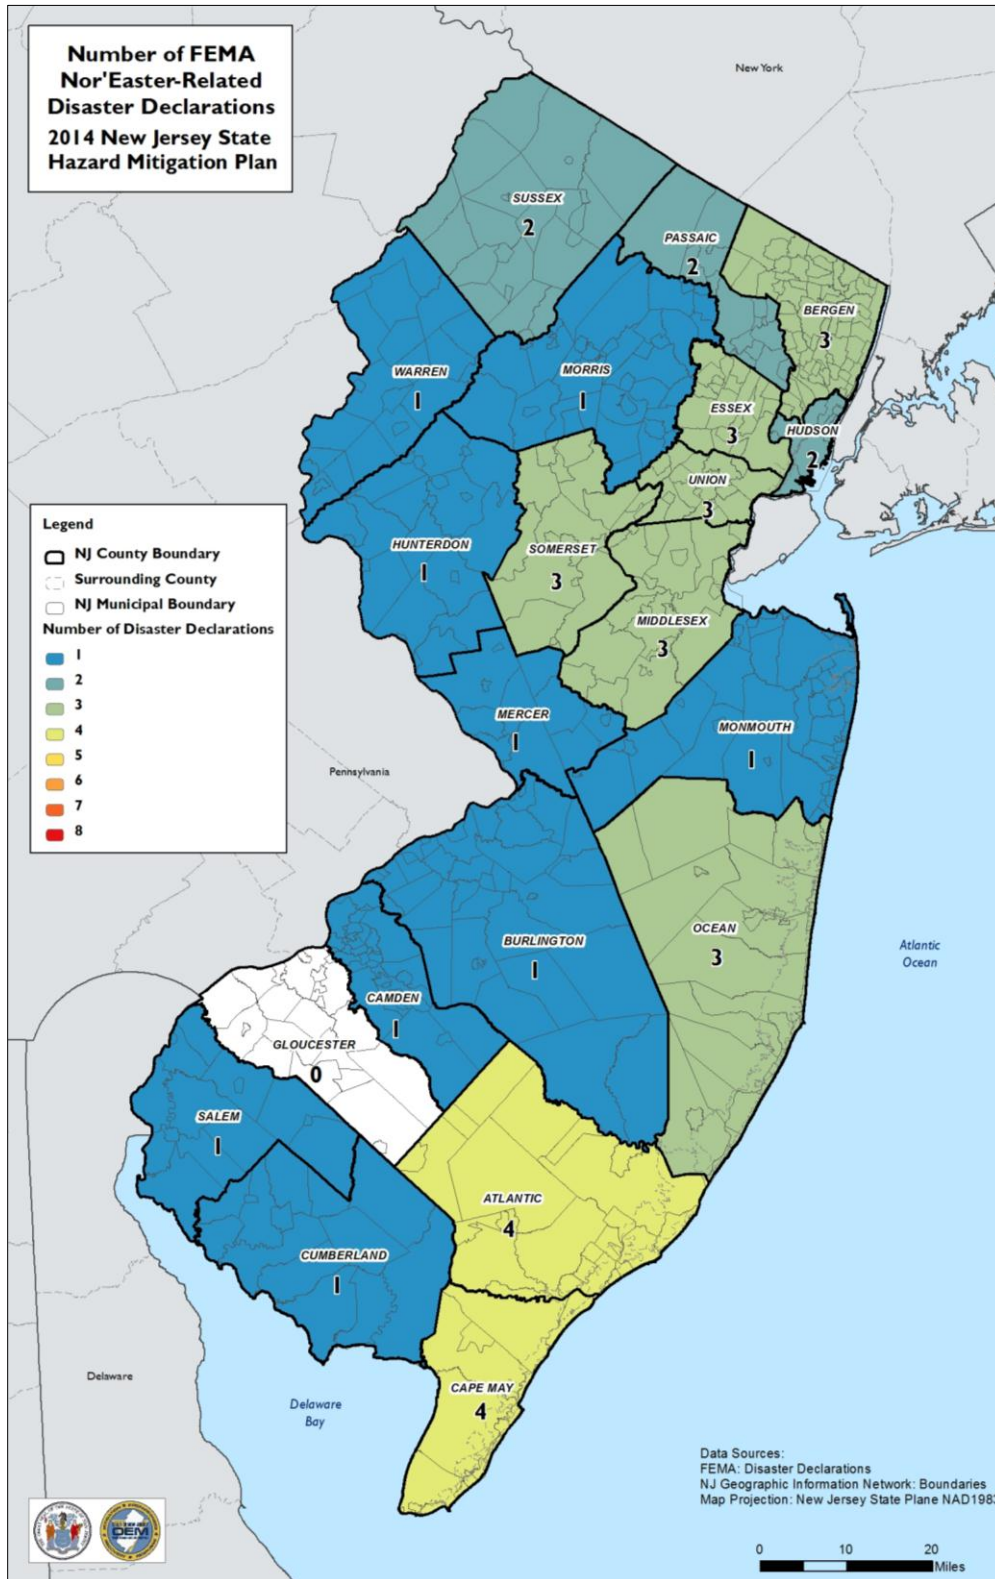 Number of FEMA
Nor'Easter-Related
Disaster Declarations
2014 New Jersey State
Hazard Mitigation Plan
New York
SUSSEX
2
PASSAIC
2
BERGEN
3
WARREN
1
MORRIS
1
ESSEX
3
HUDSON
2
UNION
3
HUNTERDON
1
SOMERSET
3
MIDDLESEX
3
MERCER
1
MONMOUTH
1
Pennsylvania
Legend
NJ County Boundary
Surrounding County
NJ Municipal Boundary
Number of Disaster Declarations
1
2
3
4
5
6
7
8
BURLINGTON
1
OCEAN
3
Atlantic
Ocean
CAMDEN
1
GLOUCESTER
0
SALEM
1
ATLANTIC
4
CUMBERLAND
1
CAPE MAY
4
Delaware
Delaware
Bay
Data Sources:
FEMA: Disaster Declarations
NJ Geographic Information Network: Boundaries
Map Projection: New Jersey State Plane NAD1983
OEM
0 10 20
Miles